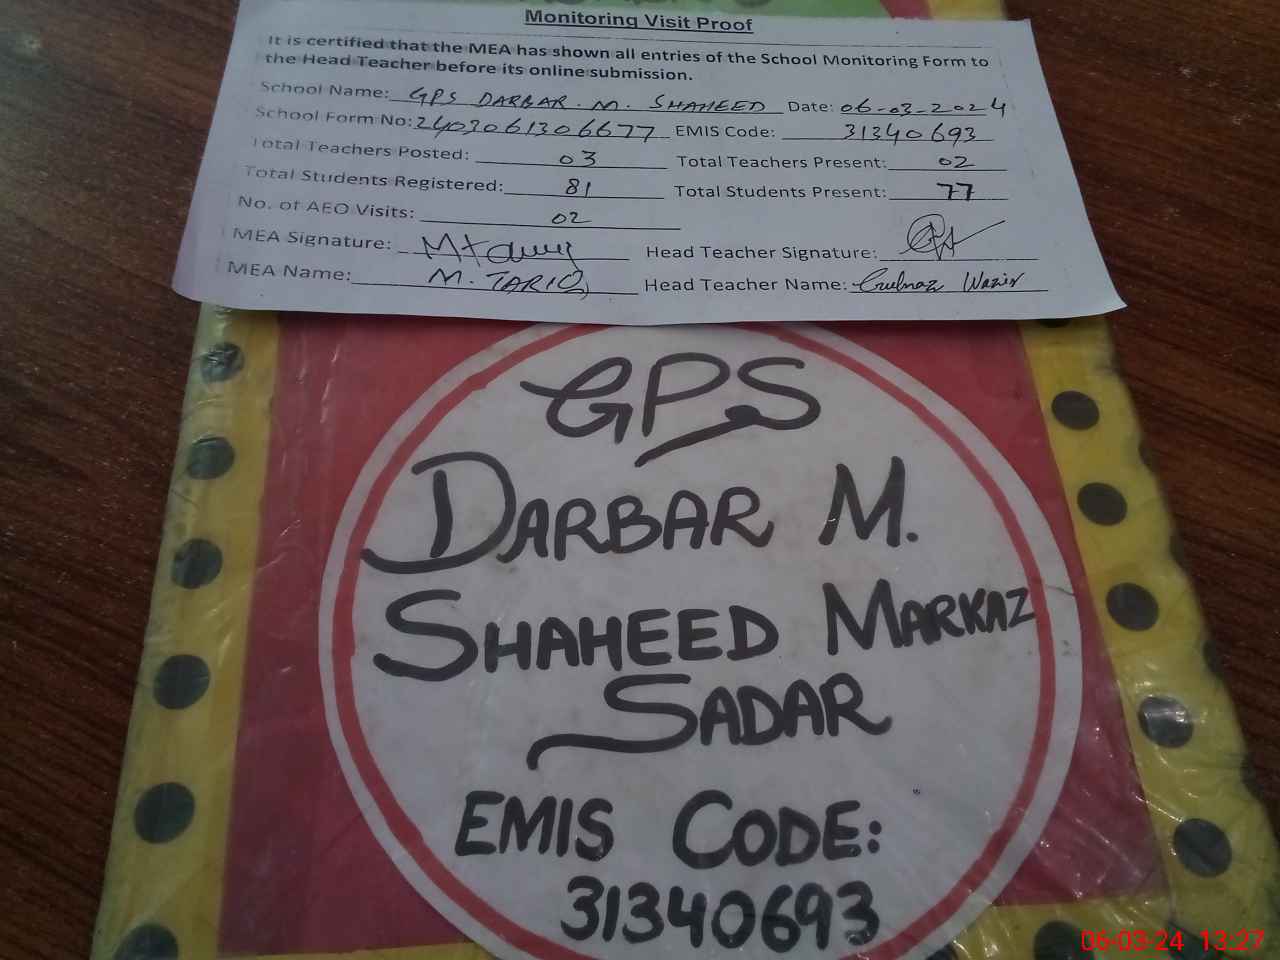 Monitoring Visit Proof
It is certified that the MEA has shown all entries of the School Monitoring Form to
the Head Teacher before its online submission.
School Name: GPS DARBAR. M. SHAHEED Date: 06-03-2024
School Form No: 2403061306677 EMIS Code: 31340693
Total Teachers Posted: 03 Total Teachers Present: 02
Total Students Registered: 81 Total Students Present: 77
No. of AEO Visits: 02
MEA Signature: Head Teacher Signature:
MEA Name: M. TARIQ Head Teacher Name: Gulnaz Wazir
GPS
DARBAR M.
SHAHEED MARKAZ
SADAR
EMIS CODE:
31340693
06-03-24 13:27